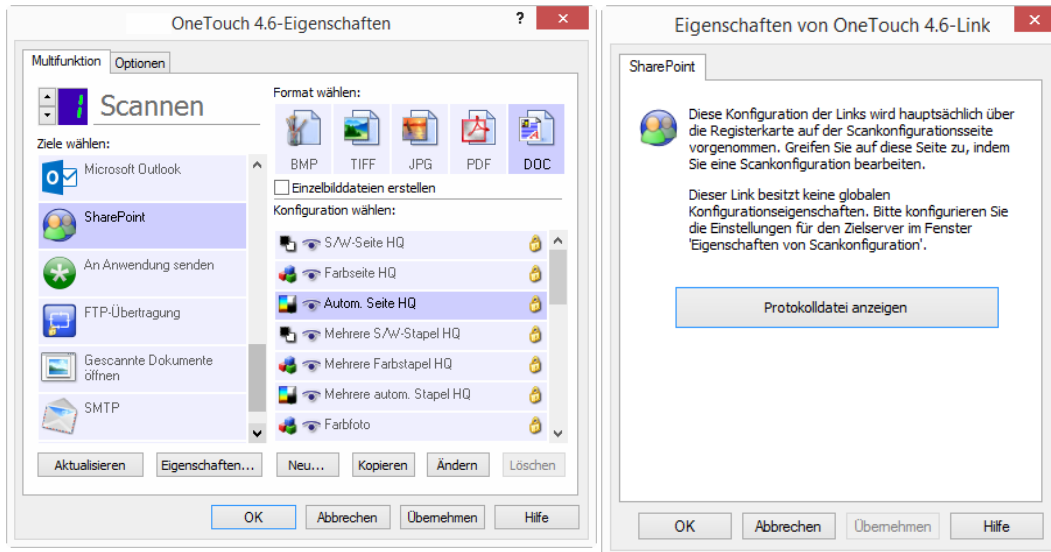 OneTouch 4.6-Eigenschaften
?
Multifunktion
Optionen
1
Scannen
Ziele wählen:
Microsoft Outlook
SharePoint
An Anwendung senden
FTP-Übertragung
Gescannte Dokumente
öffnen
SMTP
Format wählen:
BMP
TIFF
JPG
PDF
DOC
Einzelbilddateien erstellen
Konfiguration wählen:
S/W-Seite HQ
Farbseite HQ
Autom. Seite HQ
Mehrere S/W-Stapel HQ
Mehrere Farbstapel HQ
Mehrere autom. Stapel HQ
Farbfoto
Aktualisieren
Eigenschaften...
Neu...
Kopieren
Ändern
Löschen
OK
Abbrechen
Übernehmen
Hilfe
Eigenschaften von OneTouch 4.6-Link
SharePoint
Diese Konfiguration der Links wird hauptsächlich über
die Registerkarte auf der Scankonfigurationsseite
vorgenommen. Greifen Sie auf diese Seite zu, indem
Sie eine Scankonfiguration bearbeiten.
Dieser Link besitzt keine globalen
Konfigurationseigenschaften. Bitte konfigurieren Sie
die Einstellungen für den Zielserver im Fenster
'Eigenschaften von Scankonfiguration'.
Protokolldatei anzeigen
OK
Abbrechen
Übernehmen
Hilfe